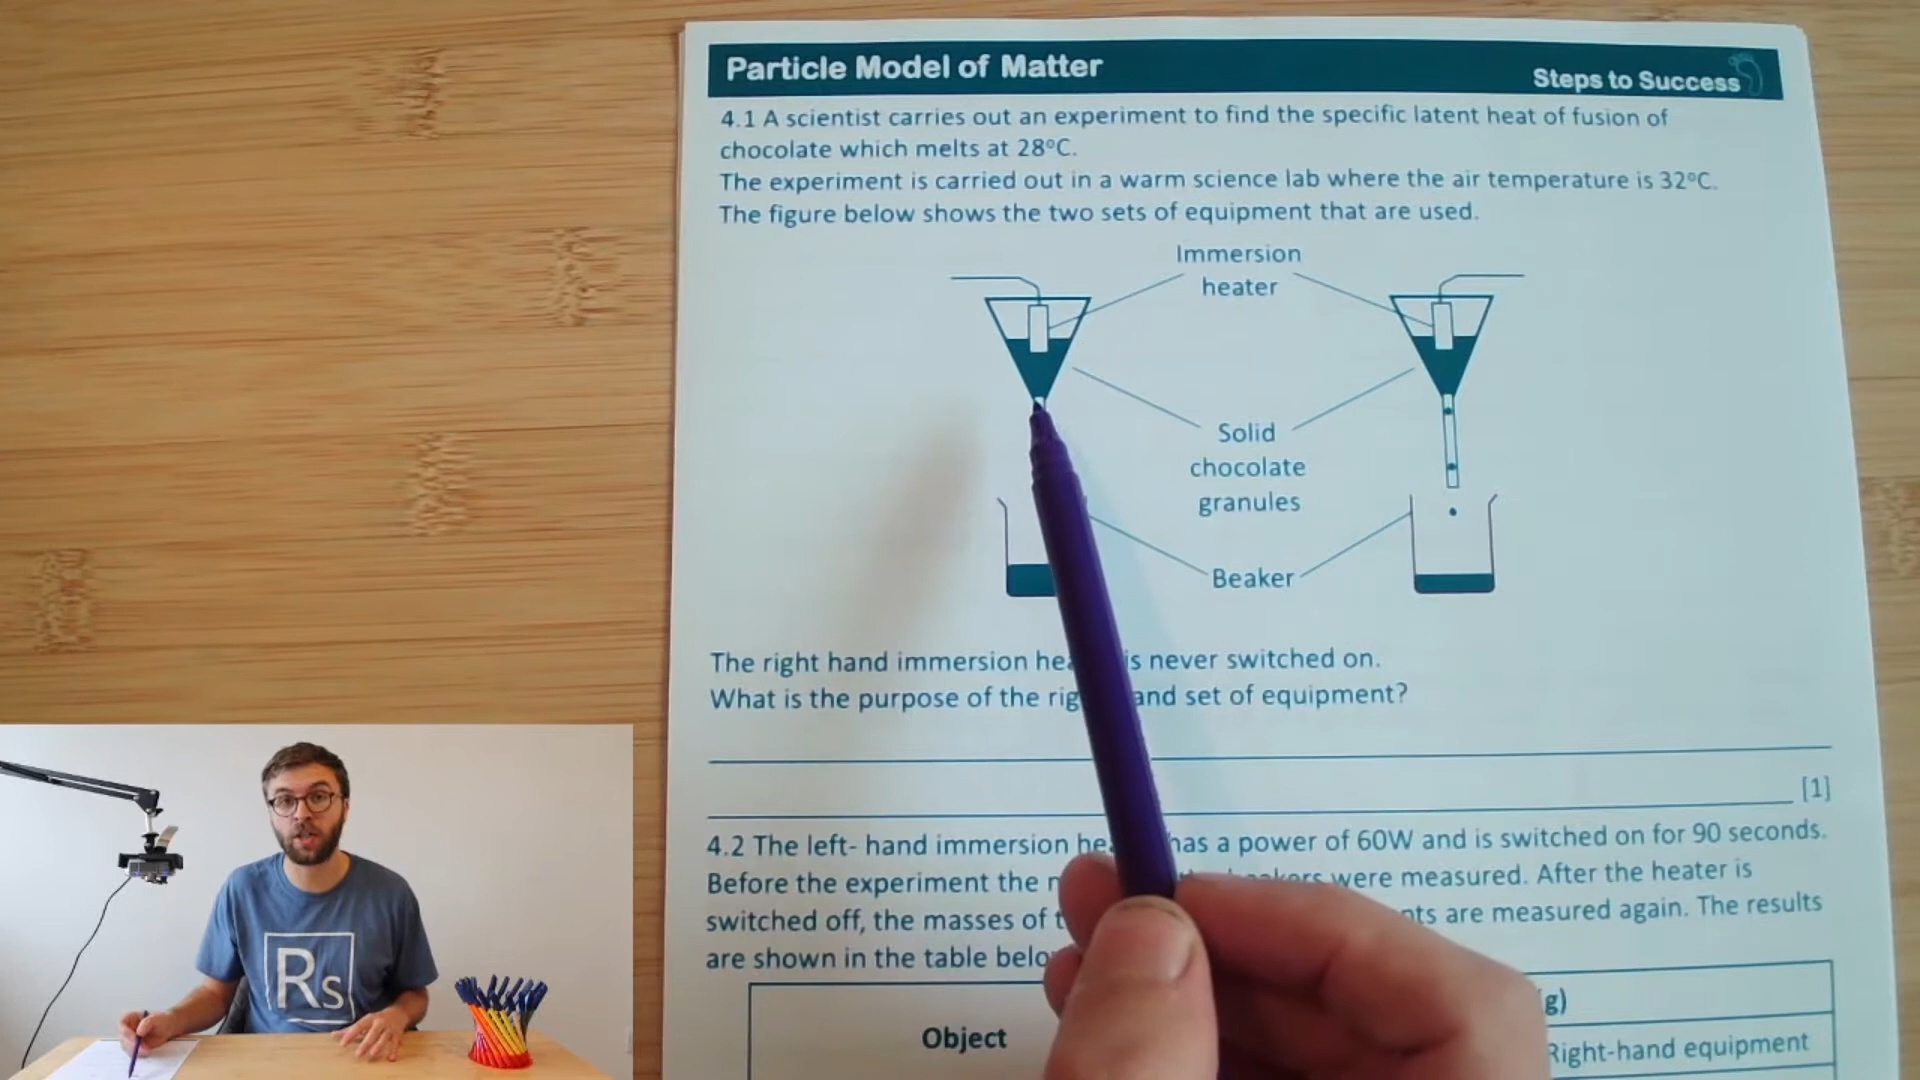 Particle Model of Matter
Steps to Success
4.1 A scientist carries out an experiment to find the specific latent heat of fusion of
chocolate which melts at 28°C.
The experiment is carried out in a warm science lab where the air temperature is 32°C.
The figure below shows the two sets of equipment that are used.
Immersion
heater
Solid
chocolate
granules
Beaker
The right hand immersion is never switched on.
What is the purpose of the set of equipment?
[1]
4.2 The left- hand immersion has a power of 60W and is switched on for 90 seconds.
Before the experiment the were measured. After the heater is
switched off, the masses of are measured again. The results
are shown in the table
Object
g)
Right-hand equipment
Rs